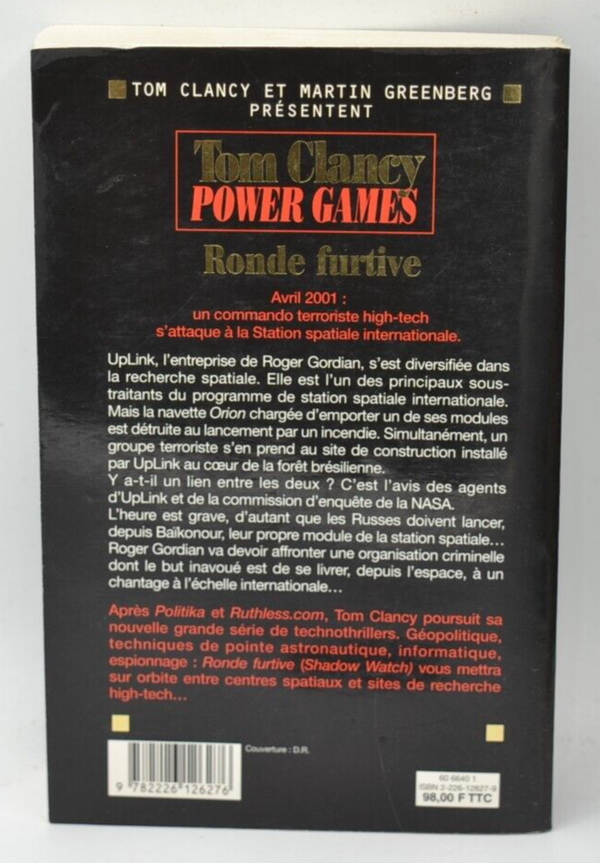 TOM CLANCY ET MARTIN GREENBERG
PRÉSENTENT
Tom Clancy
POWER GAMES
Ronde furtive
Avril 2001 :
un commando terroriste high-tech
s'attaque à la Station spatiale internationale.
UpLink, l'entreprise de Roger Gordian, s'est diversifiée dans
la recherche spatiale. Elle est l'un des principaux sous-
traitants du programme de station spatiale internationale.
Mais la navette Orion chargée d'emporter un de ses modules
est détruite au lancement par un incendie. Simultanément, un
groupe terroriste s'en prend au site de construction installé
par UpLink au cœur de la forêt brésilienne.
Y a-t-il un lien entre les deux ? C'est l'avis des agents
d'UpLink et de la commission d'enquête de la NASA.
L'heure est grave, d'autant que les Russes doivent lancer,
depuis Baïkonour, leur propre module de la station spatiale...
Roger Gordian va devoir affronter une organisation criminelle
dont le but inavoué est de se livrer, depuis l'espace, à un
chantage à l'échelle internationale...
Après Politika et Ruthless.com, Tom Clancy poursuit sa
nouvelle grande série de technothrillers. Géopolitique,
techniques de pointe astronautique, informatique,
espionnage : Ronde furtive (Shadow Watch) vous mettra
sur orbite entre centres spatiaux et sites de recherche
high-tech...
Couverture : D.R.
9 782226 126276
60 6640 1
ISBN 2-226-12627-9
98,00 F TTC